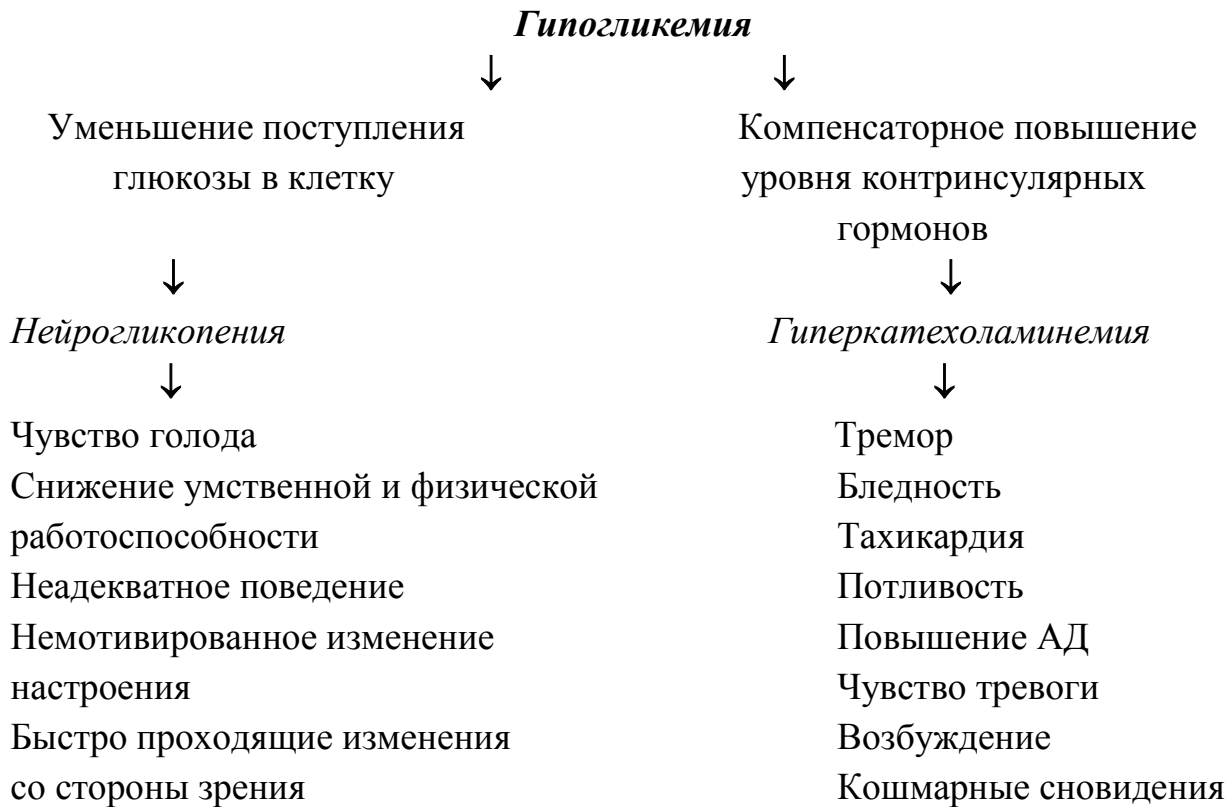 Гипогликемия
↓ ↓
Уменьшение поступления Компенсаторное повышение
глюкозы в клетку уровня контринсулярных
гормонов
↓ ↓
Нейрогликопения Гиперкатехоламинемия
↓ ↓
Чувство голода Тремор
Снижение умственной и физической Бледность
работоспособности Тахикардия
Неадекватное поведение Потливость
Немотивированное изменение Повышение АД
настроения Чувство тревоги
Быстро проходящие изменения Возбуждение
со стороны зрения Кошмарные сновидения